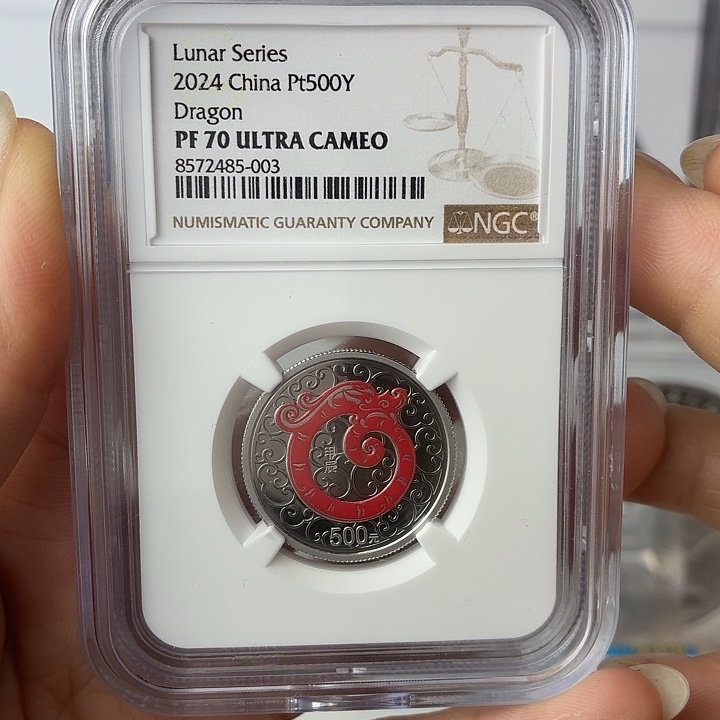 Lunar Series
2024 China Pt500Y
Dragon
PF 70 ULTRA CAMEO
8572485-003
NUMISMATIC GUARANTY COMPANY
NGC®
甲辰
500元